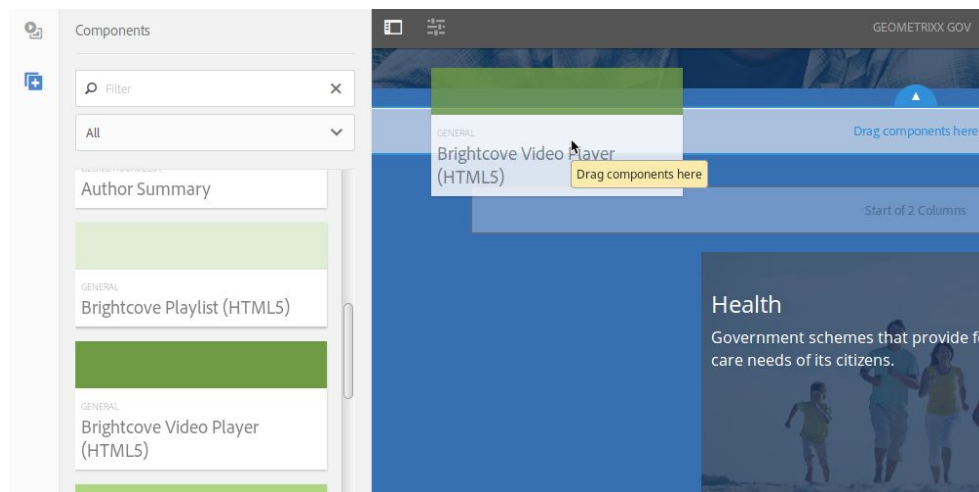 Components
Filter
All
Author Summary
GENERAL
Brightcove Playlist (HTML5)
GENERAL
Brightcove Video Player
(HTML5)
GEOMETRIXX GOV
Drag components here
GENERAL
Brightcove Video Player
(HTML5)
Drag components here
Start of 2 Columns
Health
Government schemes that provide f
care needs of its citizens.